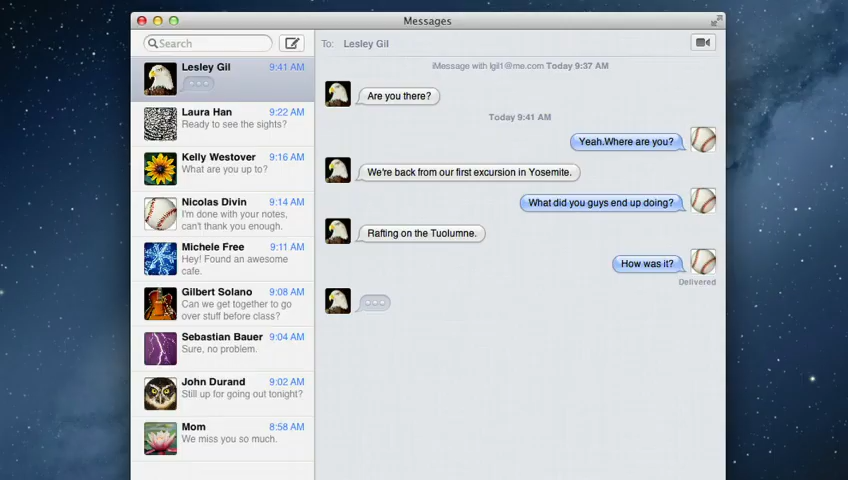 Messages
Search
To: Lesley Gil
Lesley Gil 9:41 AM
Laura Han 9:22 AM
Ready to see the sights?
Kelly Westover 9:16 AM
What are you up to?
Nicolas Divin 9:14 AM
I'm done with your notes,
can't thank you enough.
Michele Free 9:11 AM
Hey! Found an awesome
cafe.
Gilbert Solano 9:08 AM
Can we get together to go
over stuff before class?
Sebastian Bauer 9:04 AM
Sure, no problem.
John Durand 9:02 AM
Still up for going out tonight?
Mom 8:58 AM
We miss you so much.
iMessage with lgil1@me.com Today 9:37 AM
Are you there?
Today 9:41 AM
Yeah.Where are you?
We're back from our first excursion in Yosemite.
What did you guys end up doing?
Rafting on the Tuolumne.
How was it?
Delivered